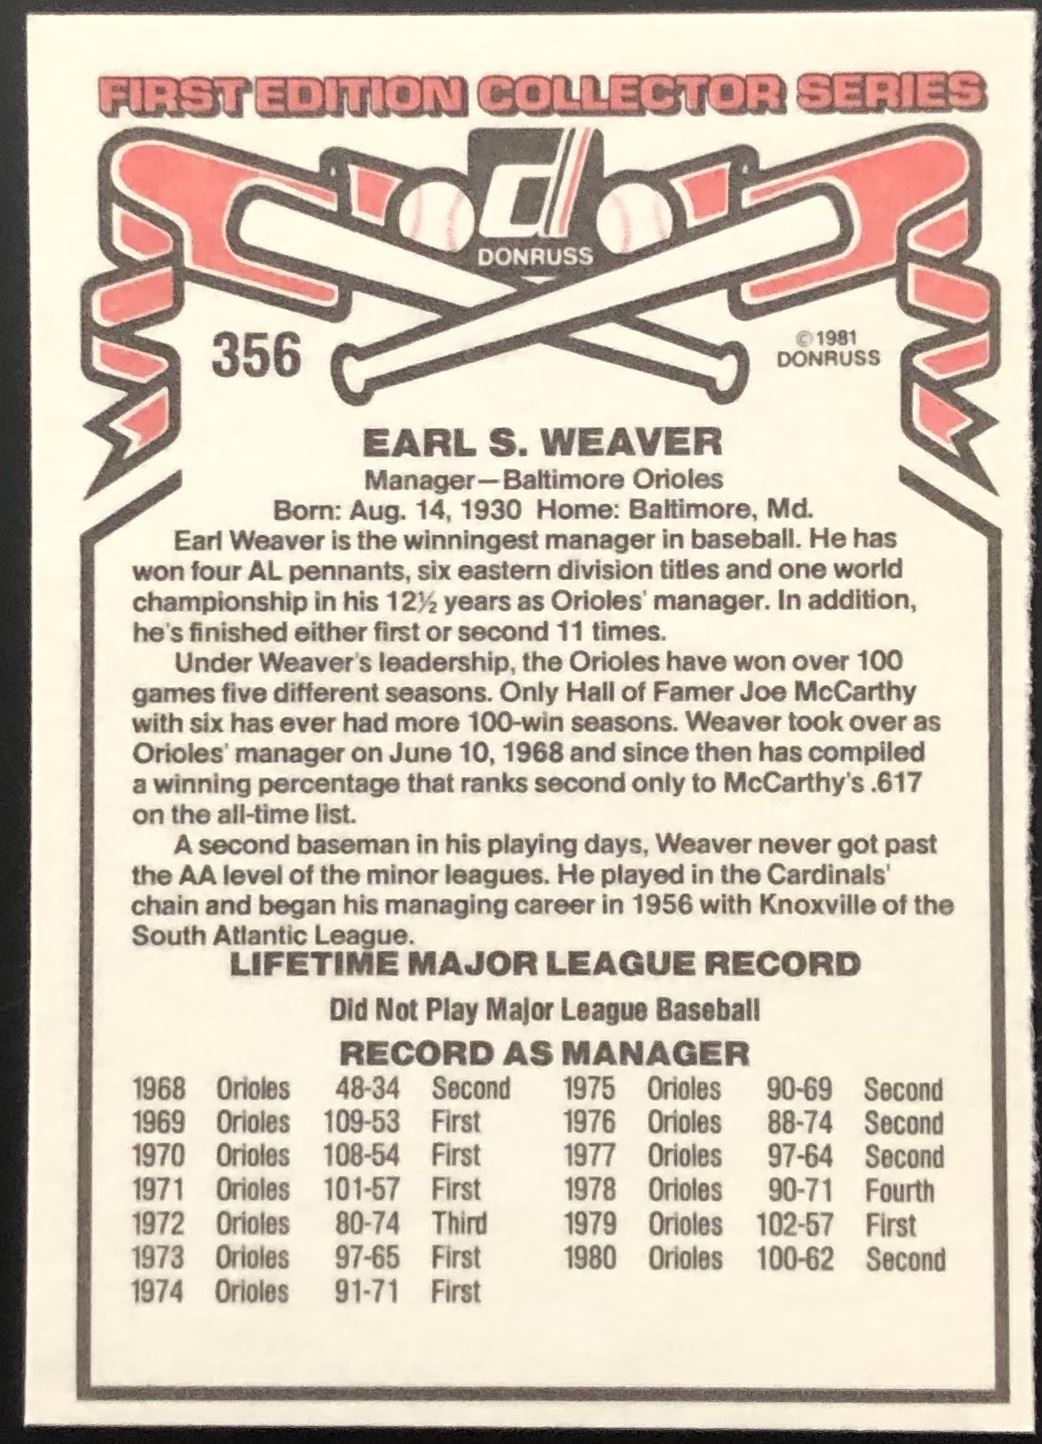 FIRST EDITION COLLECTOR SERIES
d
DONRUSS
356
©1981
DONRUSS
EARL S. WEAVER
Manager—Baltimore Orioles
Born: Aug. 14, 1930 Home: Baltimore, Md.
Earl Weaver is the winningest manager in baseball. He has
won four AL pennants, six eastern division titles and one world
championship in his 12½ years as Orioles' manager. In addition,
he's finished either first or second 11 times.
Under Weaver's leadership, the Orioles have won over 100
games five different seasons. Only Hall of Famer Joe McCarthy
with six has ever had more 100-win seasons. Weaver took over as
Orioles' manager on June 10, 1968 and since then has compiled
a winning percentage that ranks second only to McCarthy's .617
on the all-time list.
A second baseman in his playing days, Weaver never got past
the AA level of the minor leagues. He played in the Cardinals'
chain and began his managing career in 1956 with Knoxville of the
South Atlantic League.
LIFETIME MAJOR LEAGUE RECORD
Did Not Play Major League Baseball
RECORD AS MANAGER
1968 Orioles 48-34 Second 1975 Orioles 90-69 Second
1969 Orioles 109-53 First 1976 Orioles 88-74 Second
1970 Orioles 108-54 First 1977 Orioles 97-64 Second
1971 Orioles 101-57 First 1978 Orioles 90-71 Fourth
1972 Orioles 80-74 Third 1979 Orioles 102-57 First
1973 Orioles 97-65 First 1980 Orioles 100-62 Second
1974 Orioles 91-71 First